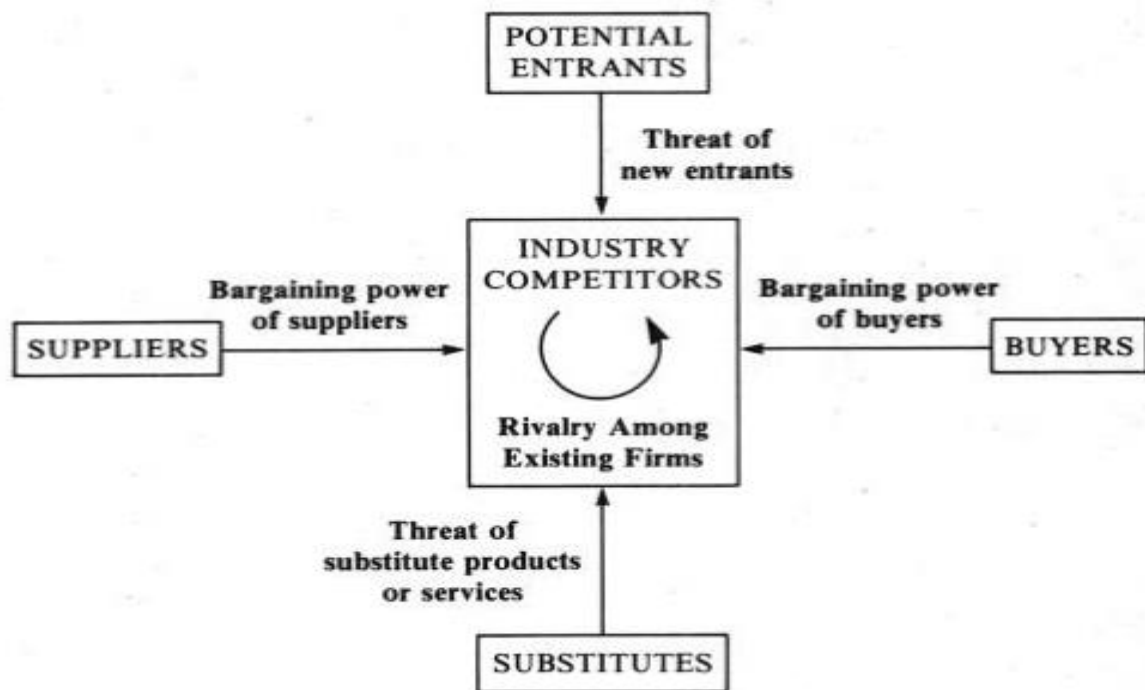 POTENTIAL
ENTRANTS
Threat of
new entrants
INDUSTRY
COMPETITORS
Bargaining power
of suppliers
Bargaining power
of buyers
SUPPLIERS
BUYERS
Rivalry Among
Existing Firms
Threat of
substitute products
or services
SUBSTITUTES